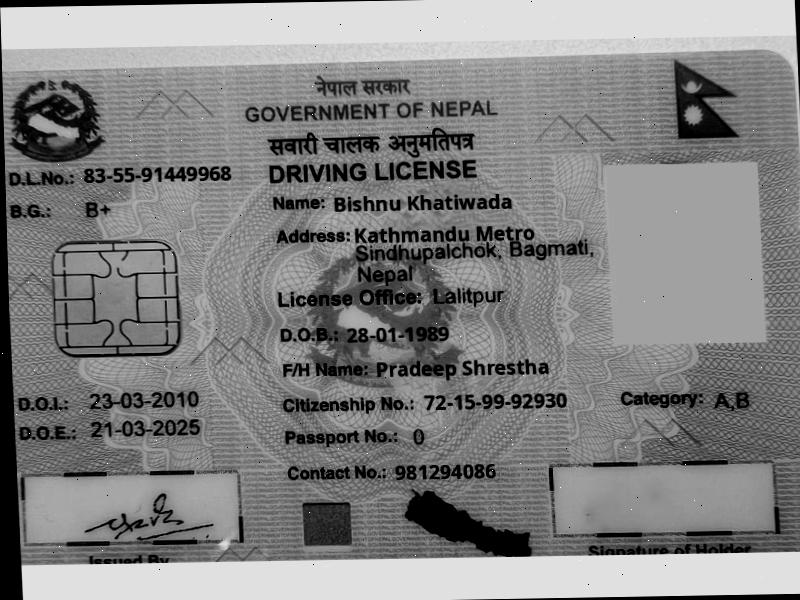 नेपाल सरकार
GOVERNMENT OF NEPAL
सवारी चालक अनुमतिपत्र
DRIVING LICENSE
D.L.No.: 83-55-91449968
B.G.: B+
Name: Bishnu Khatiwada
Address: Kathmandu Metro
Sindhupalchok, Bagmati,
Nepal
License Office: Lalitpur
D.O.B.: 28-01-1989
F/H Name: Pradeep Shrestha
D.O.I.: 23-03-2010
Citizenship No.: 72-15-99-92930
Category: A,B
D.O.E.: 21-03-2025
Passport No.: 0
Contact No.: 981294086
Issued By
Signature of Holder